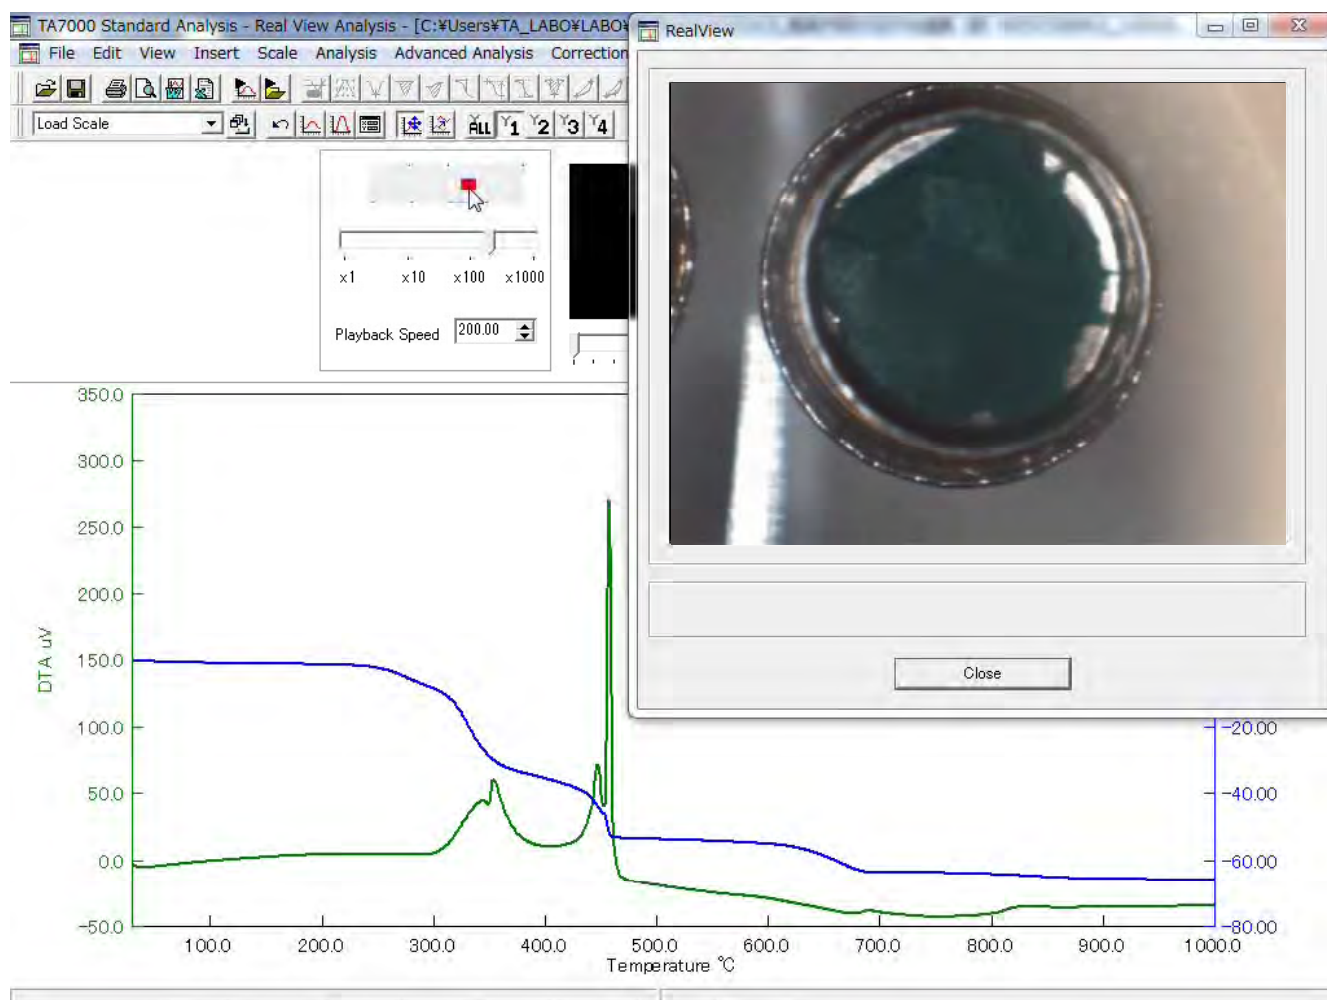 TA7000 Standard Analysis - Real View Analysis - [C:¥Users¥TA_LABO¥LABO¥
RealView
File Edit View Insert Scale Analysis Advanced Analysis Correction
Load Scale
ALL Y1 Y2 Y3 Y4
x1 x10 x100 x1000
Playback Speed 200.00
350.0
300.0
250.0
200.0
150.0
100.0
50.0
0.0
-50.0
DTA uV
Close
-20.00
-40.00
-60.00
-80.00
100.0 200.0 300.0 400.0 500.0 600.0 700.0 800.0 900.0 1000.0
Temperature ℃